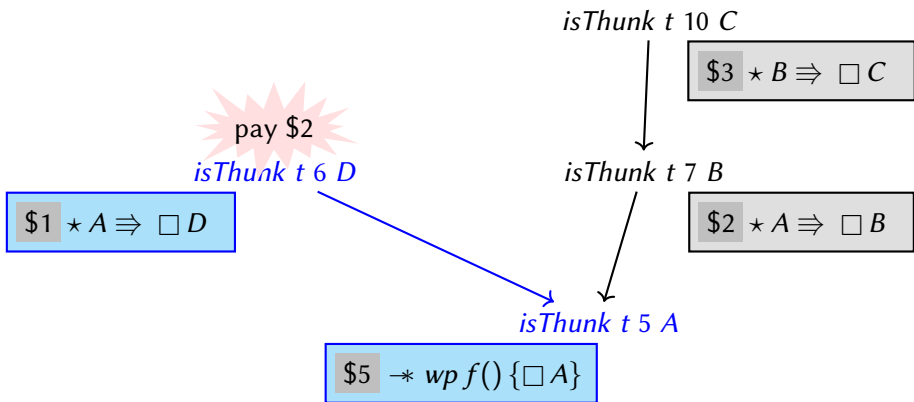 isThunk t 10 C
$3 ⋆ B ⇛ □ C
pay $2
isThunk t 6 D
isThunk t 7 B
$1 ⋆ A ⇛ □ D
$2 ⋆ A ⇛ □ B
isThunk t 5 A
$5 −∗ wp f() {□ A}